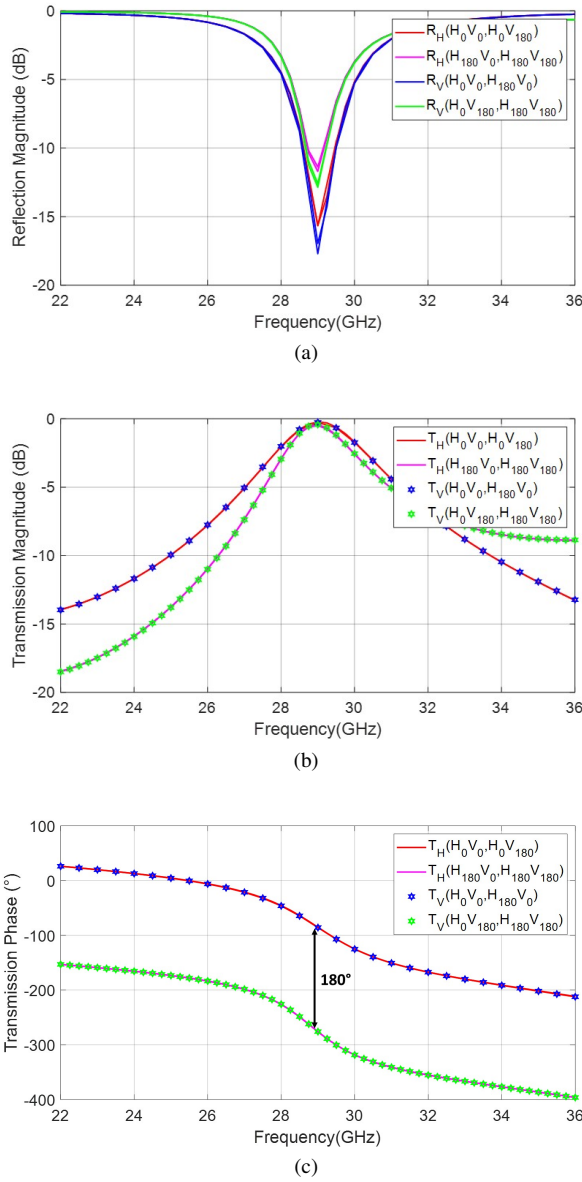 0
-5
-10
-15
-20
Reflection Magnitude (dB)
R_H(H_0V_0,H_0V_180)
R_H(H_180V_0,H_180V_180)
R_V(H_0V_0,H_180V_0)
R_V(H_0V_180,H_180V_180)
22 24 26 28 30 32 34 36
Frequency(GHz)
(a)
0
-5
-10
-15
-20
Transmission Magnitude (dB)
T_H(H_0V_0,H_0V_180)
T_H(H_180V_0,H_180V_180)
T_V(H_0V_0,H_180V_0)
T_V(H_0V_180,H_180V_180)
22 24 26 28 30 32 34 36
Frequency(GHz)
(b)
100
0
-100
-200
-300
-400
Transmission Phase (°)
T_H(H_0V_0,H_0V_180)
T_H(H_180V_0,H_180V_180)
T_V(H_0V_0,H_180V_0)
T_V(H_0V_180,H_180V_180)
180°
22 24 26 28 30 32 34 36
Frequency(GHz)
(c)